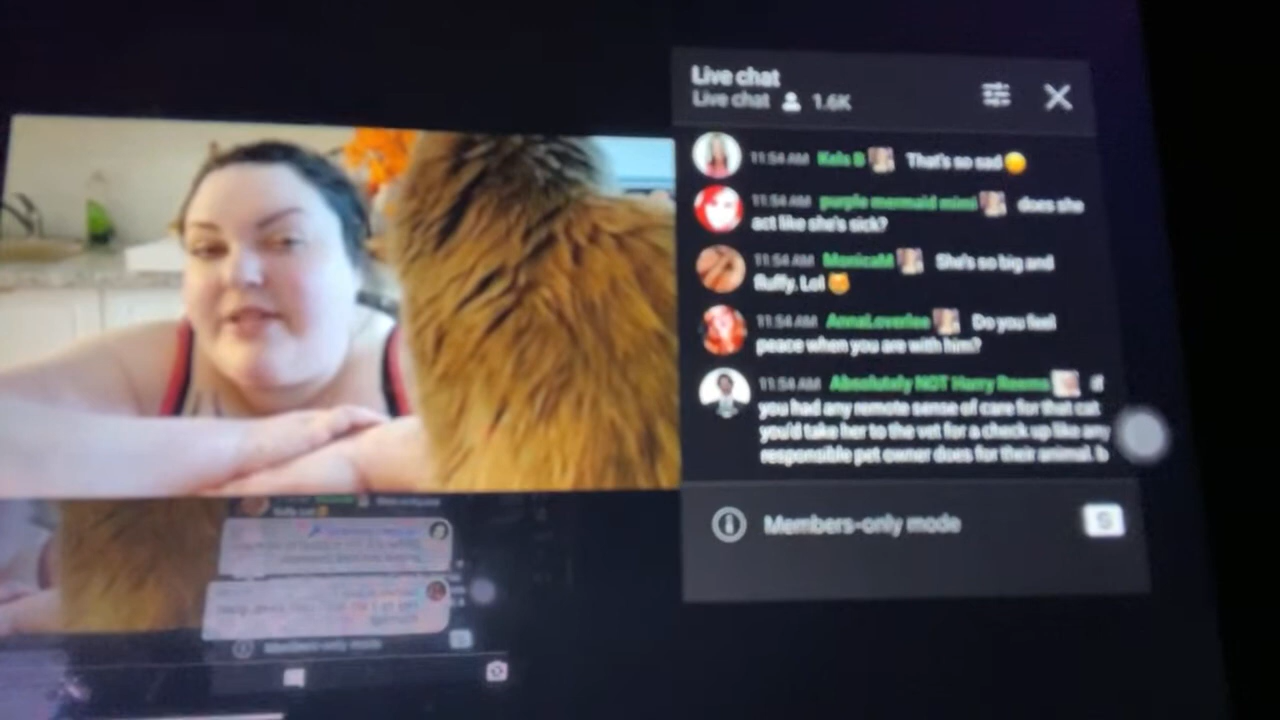 Live chat
Live chat 1.6K
11:54 AM Kels B That's so sad
11:54 AM purple mermaid mimi does she
act like she's sick?
11:54 AM MonicaM She's so big and
fluffy. Lol
11:54 AM AnnaLoverlee Do you feel
peace when you are with him?
11:54 AM Absolutely NOT Harry Reems if
you had any remote sense of care for that cat
you'd take her to the vet for a check up like any
responsible pet owner does for their animal. b
Members-only mode
Members-only mode